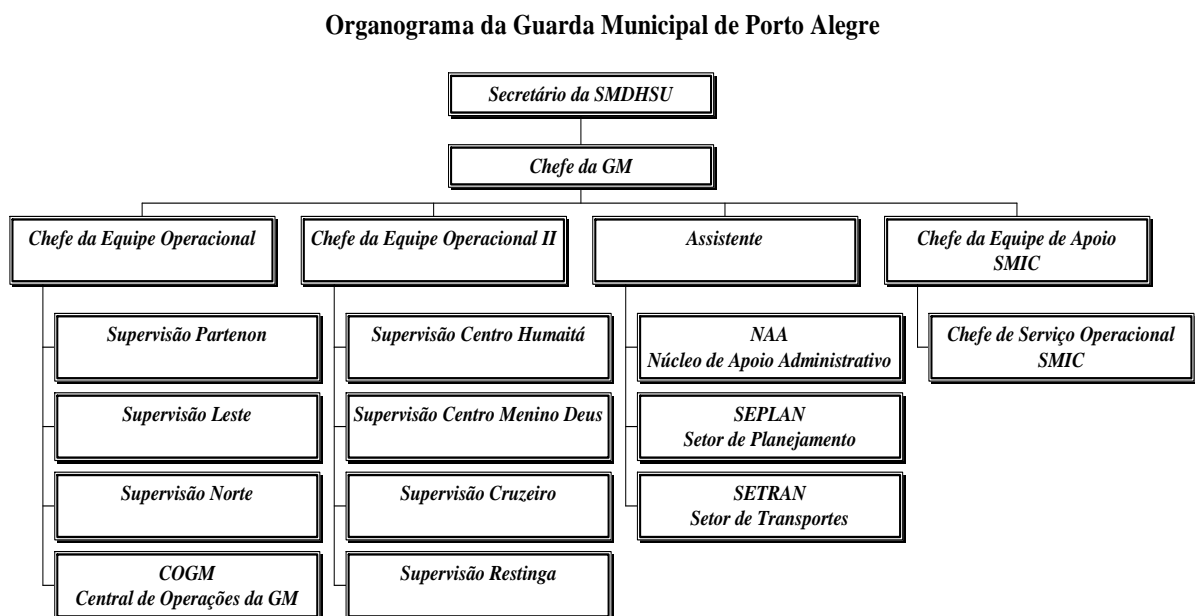 Organograma da Guarda Municipal de Porto Alegre
Secretário da SMDHSU
Chefe da GM
Chefe da Equipe Operacional
Supervisão Partenon
Supervisão Leste
Supervisão Norte
COGM
Central de Operações da GM
Chefe da Equipe Operacional II
Supervisão Centro Humaitá
Supervisão Centro Menino Deus
Supervisão Cruzeiro
Supervisão Restinga
Assistente
NAA
Núcleo de Apoio Administrativo
SEPLAN
Setor de Planejamento
SETRAN
Setor de Transportes
Chefe da Equipe de Apoio
SMIC
Chefe de Serviço Operacional
SMIC